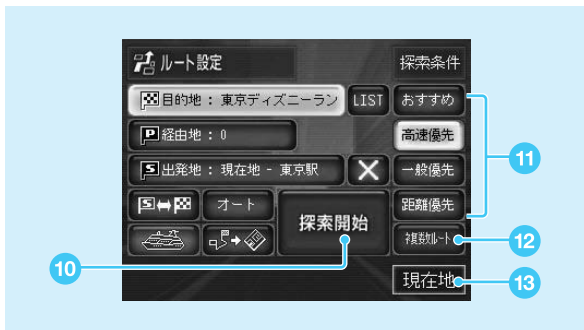 ルート設定
探索条件
目的地：東京ディズニーラン
LIST
おすすめ
P 経由地：0
高速優先
S 出発地：現在地 - 東京駅
一般優先
S
オート
探索開始
距離優先
複数ルート
現在地
10
11
12
13